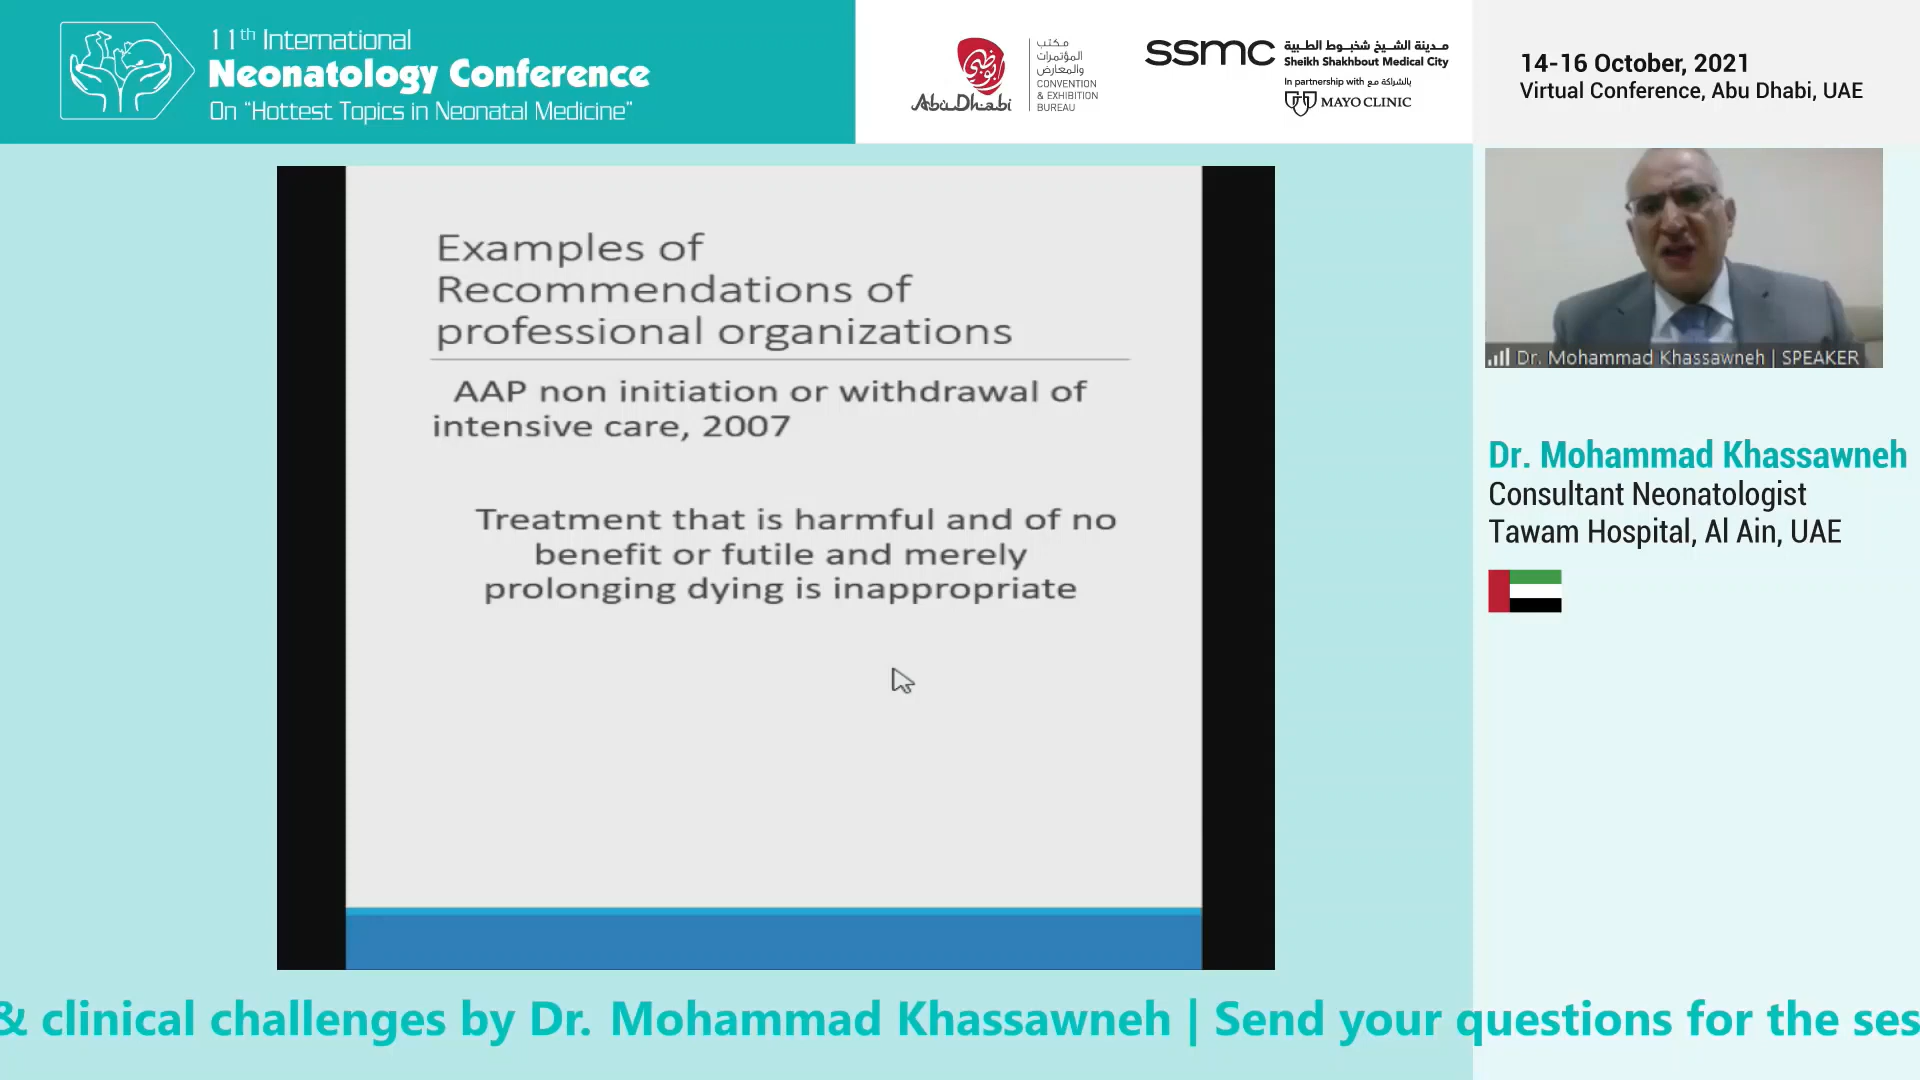 11th International
Neonatology Conference
On “Hottest Topics in Neonatal Medicine”
أبوظبي
AbuDhabi
مكتب
المؤتمرات
والمعارض
CONVENTION
& EXHIBITION
BUREAU
ssmc
مدينة الشيخ شخبوط الطبية
Sheikh Shakhbout Medical City
In partnership with بالشراكة مع
MAYO CLINIC
14-16 October, 2021
Virtual Conference, Abu Dhabi, UAE
Examples of
Recommendations of
professional organizations
AAP non initiation or withdrawal of
intensive care, 2007
Treatment that is harmful and of no
benefit or futile and merely
prolonging dying is inappropriate
Dr. Mohammad Khassawneh | SPEAKER
Dr. Mohammad Khassawneh
Consultant Neonatologist
Tawam Hospital, Al Ain, UAE
& clinical challenges by Dr. Mohammad Khassawneh | Send your questions for the ses